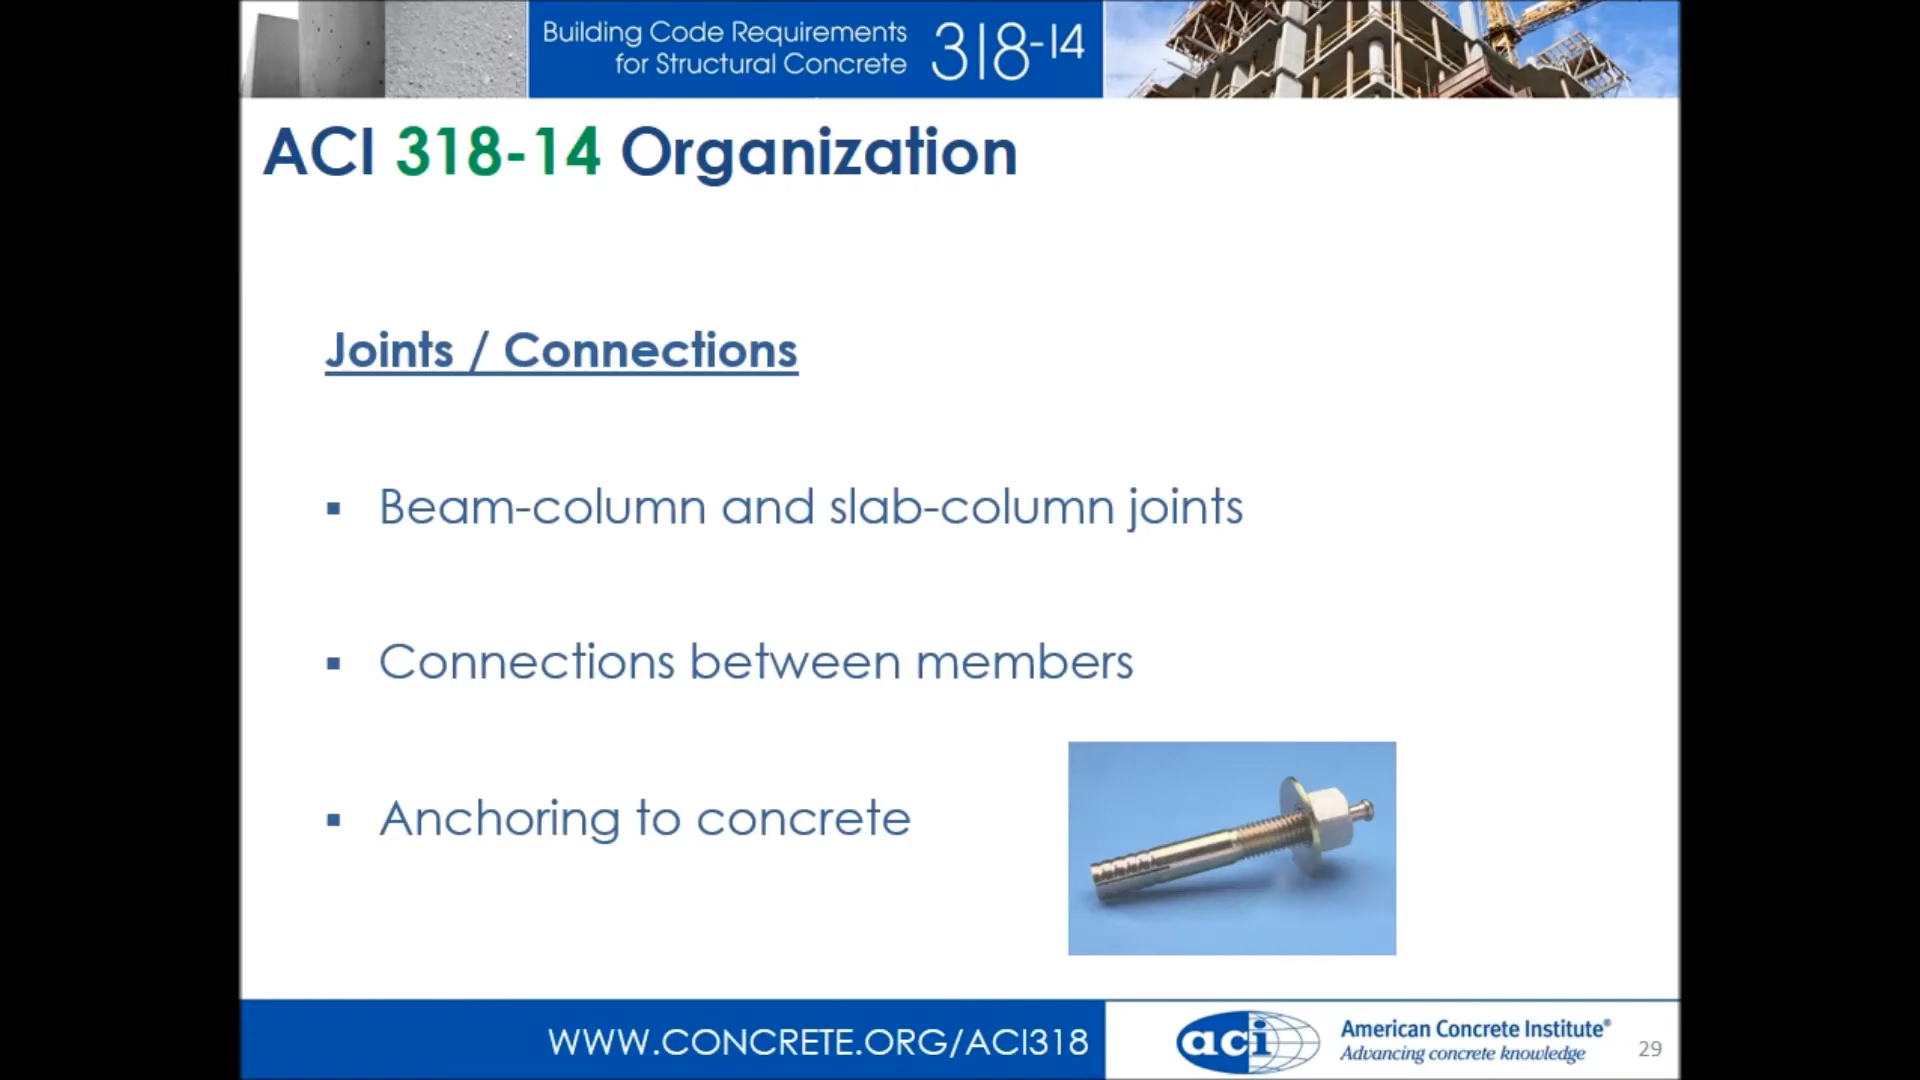 Building Code Requirements
for Structural Concrete
318-14
ACI 318-14 Organization
Joints / Connections
▪ Beam-column and slab-column joints
▪ Connections between members
▪ Anchoring to concrete
WWW.CONCRETE.ORG/ACI318
aci
American Concrete Institute®
Advancing concrete knowledge
29